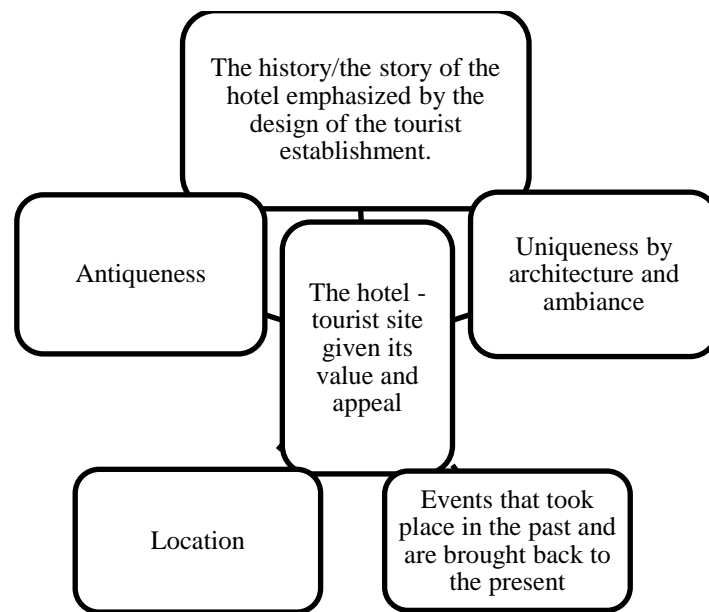 The history/the story of the
hotel emphasized by the
design of the tourist
establishment.
Antiqueness
Uniqueness by
architecture and
ambiance
The hotel -
tourist site
given its
value and
appeal
Location
Events that took
place in the past and
are brought back to
the present